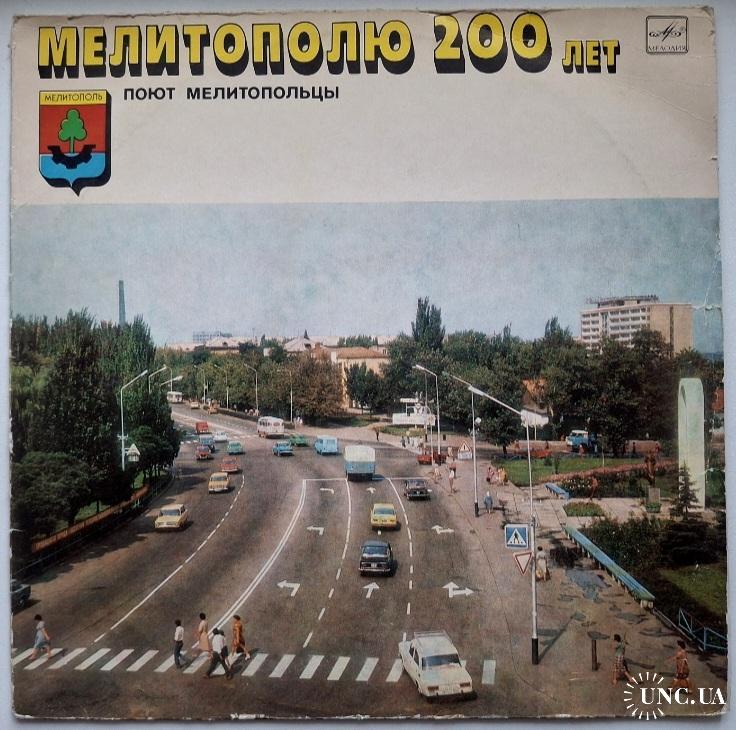 МЕЛИТОПОЛЮ 200 ЛЕТ
МЕЛОДИЯ
МЕЛИТОПОЛЬ
ПОЮТ МЕЛИТОПОЛЬЦЫ
UNC.UA